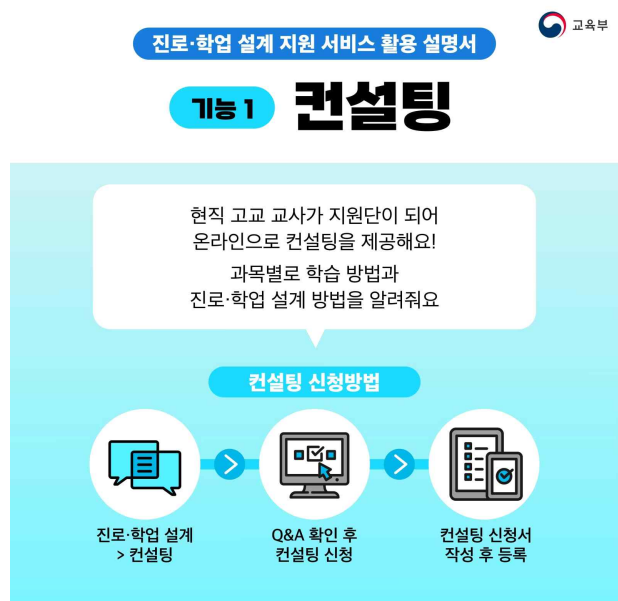 교육부
진로·학업 설계 지원 서비스 활용 설명서
기능 1 컨설팅
현직 고교 교사가 지원단이 되어
온라인으로 컨설팅을 제공해요!
과목별로 학습 방법과
진로·학업 설계 방법을 알려줘요
컨설팅 신청방법
진로·학업 설계
> 컨설팅
Q&A 확인 후
컨설팅 신청
컨설팅 신청서
작성 후 등록